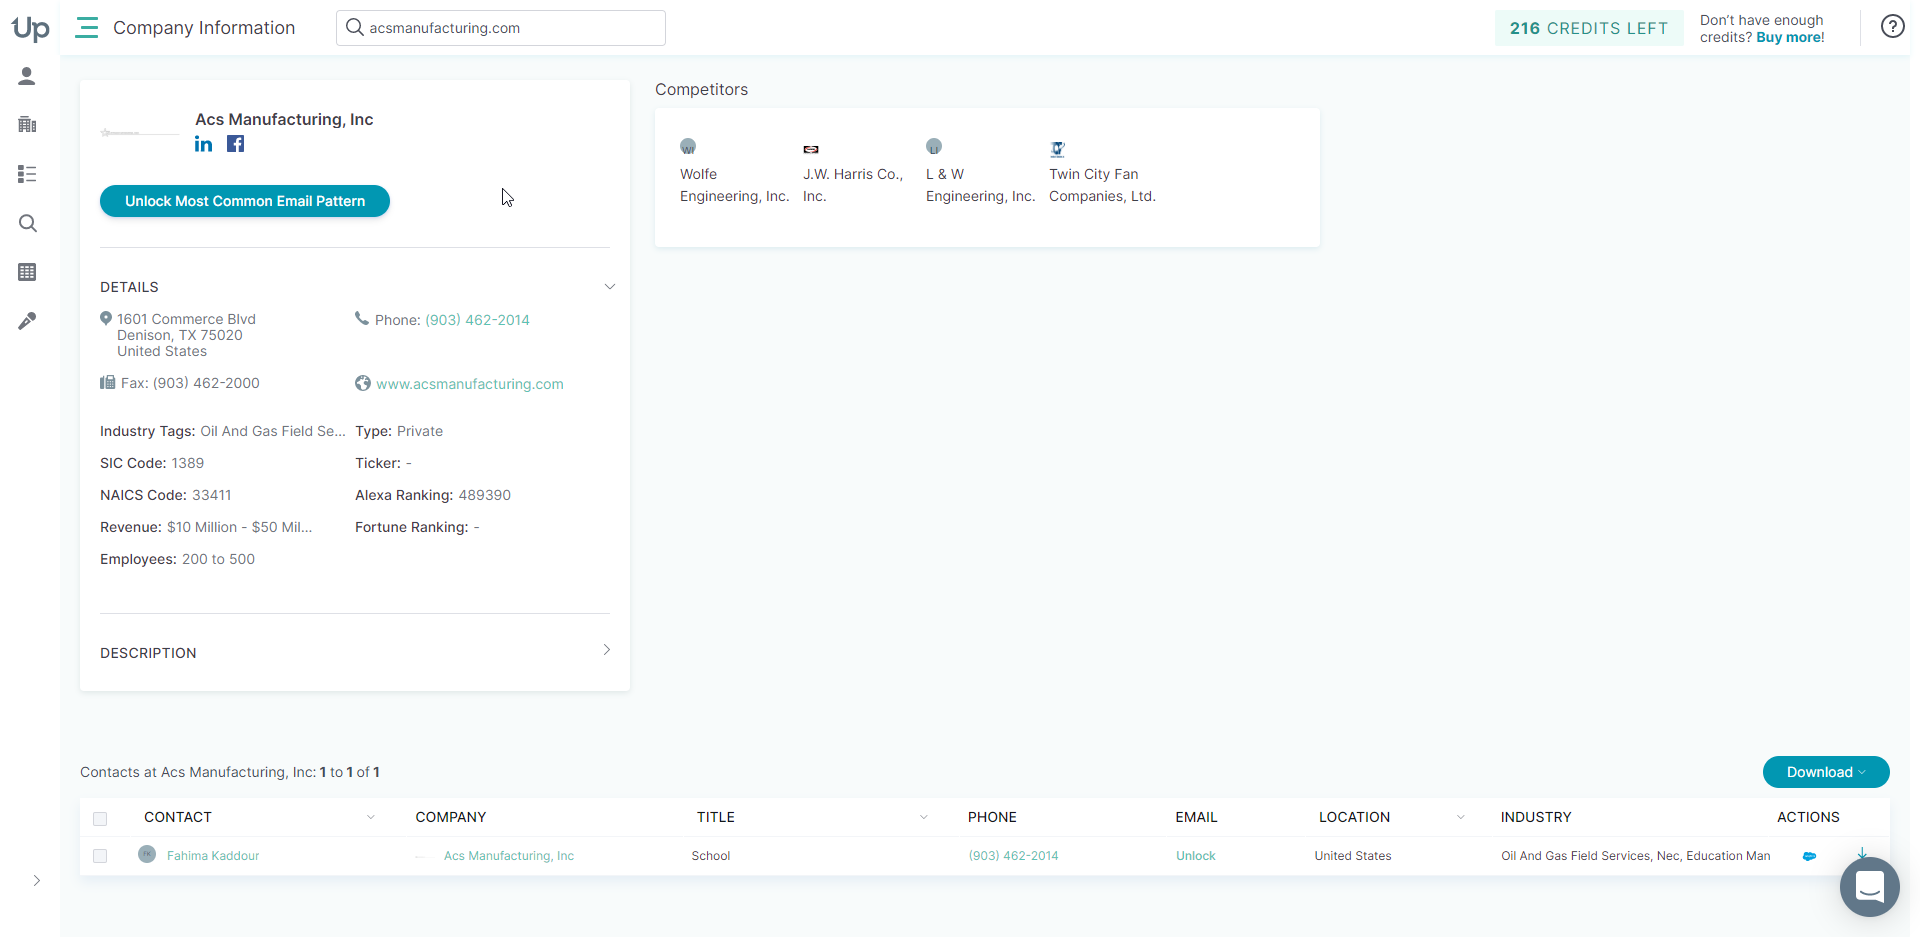 Up
Company Information
acsmanufacturing.com
216 CREDITS LEFT
Don't have enough
credits? Buy more!
?
Acs Manufacturing, Inc
in f
Unlock Most Common Email Pattern
DETAILS
1601 Commerce Blvd
Denison, TX 75020
United States
Phone: (903) 462-2014
Fax: (903) 462-2000
www.acsmanufacturing.com
Industry Tags: Oil And Gas Field Se...
Type: Private
SIC Code: 1389
Ticker: -
NAICS Code: 33411
Alexa Ranking: 489390
Revenue: $10 Million - $50 Mil...
Fortune Ranking: -
Employees: 200 to 500
DESCRIPTION
Competitors
WI
Wolfe
Engineering, Inc.
J.W. Harris Co.,
Inc.
LI
L & W
Engineering, Inc.
Twin City Fan
Companies, Ltd.
Contacts at Acs Manufacturing, Inc: 1 to 1 of 1
Download
CONTACT COMPANY TITLE PHONE EMAIL LOCATION INDUSTRY ACTIONS
FK Fahima Kaddour Acs Manufacturing, Inc School (903) 462-2014 Unlock United States Oil And Gas Field Services, Nec, Education Man